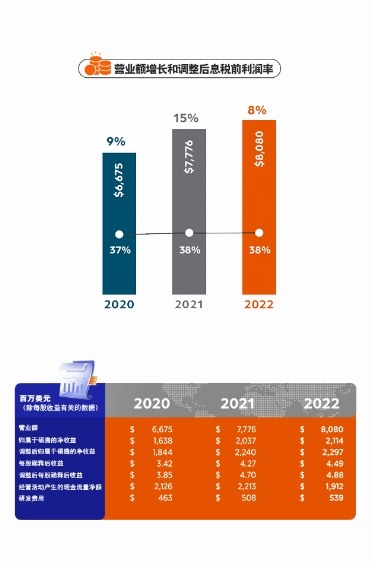 营业额增长和调整后息税前利润率
9%
15%
8%
$6,675
$7,776
$8,080
37%
38%
38%
2020
2021
2022
百万美元
(除每股收益有关的数据)
2020 2021 2022
营业额 $ 6,675 $ 7,776 $ 8,080
归属于硕腾的净收益 $ 1,638 $ 2,037 $ 2,114
调整后归属于硕腾的净收益 $ 1,844 $ 2,240 $ 2,297
每股稀释后收益 $ 3.42 $ 4.27 $ 4.49
调整后每股稀释后收益 $ 3.85 $ 4.70 $ 4.88
经营活动产生的现金流量净额 $ 2,126 $ 2,213 $ 1,912
研发费用 $ 463 $ 508 $ 539